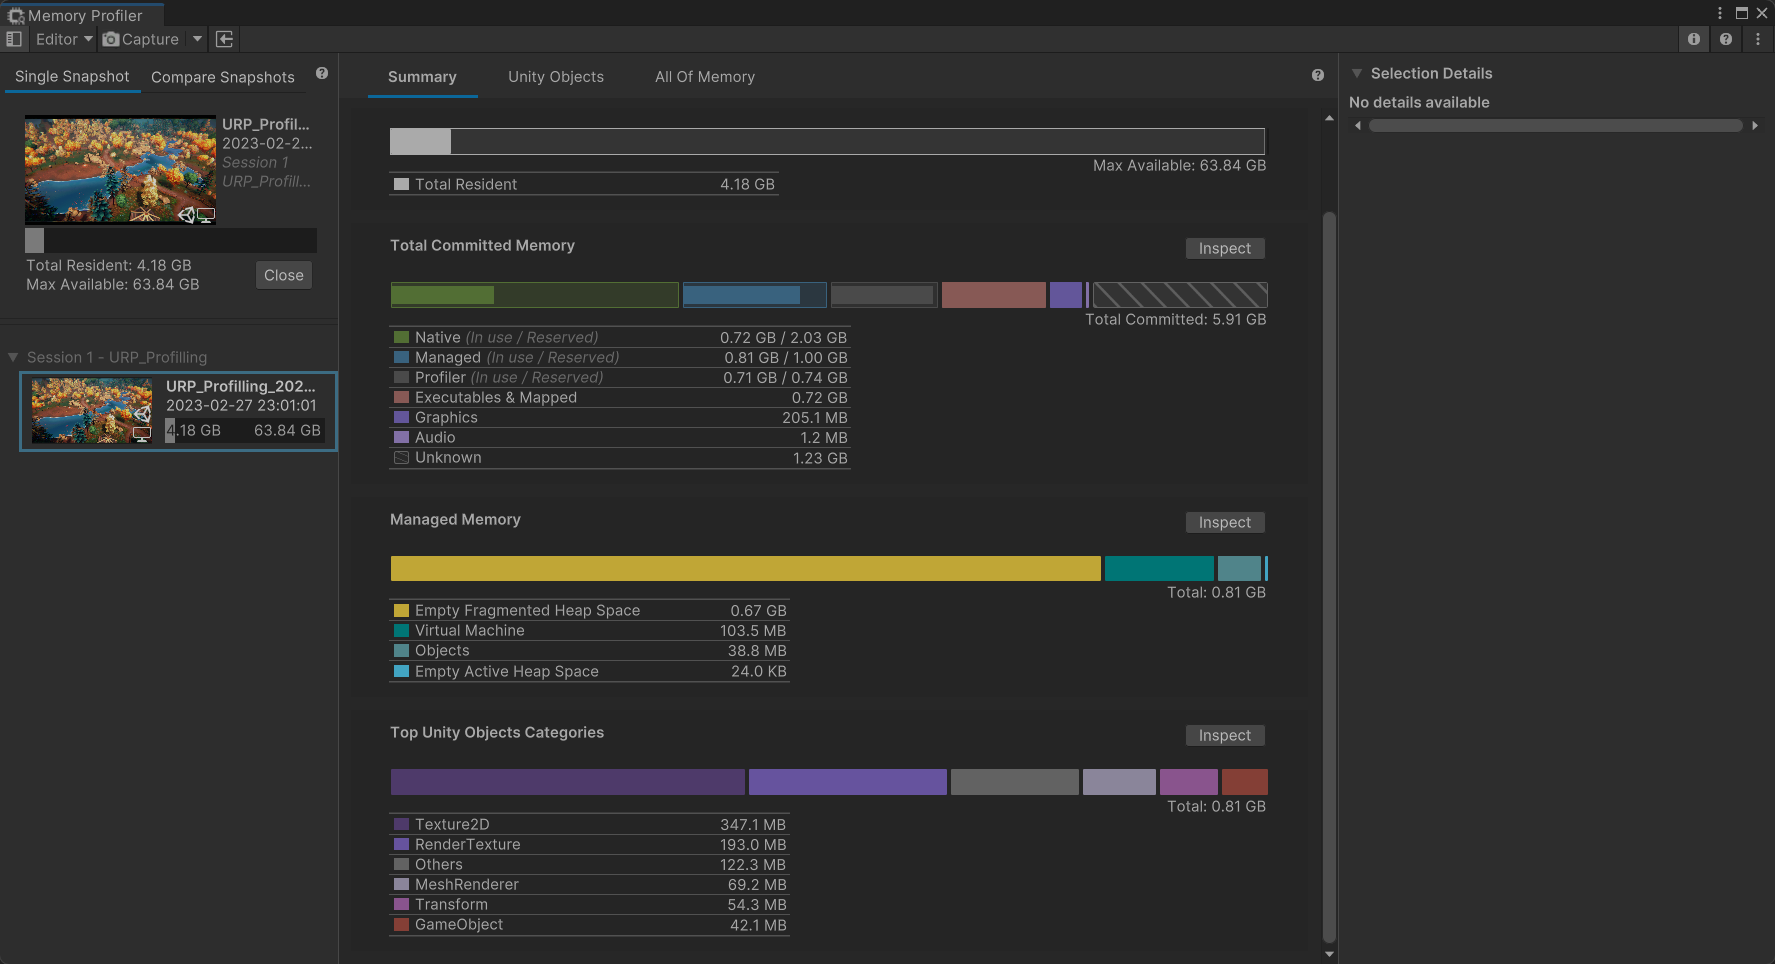 Memory Profiler
Editor
Capture
Single Snapshot
Compare Snapshots
URP_Profil...
2023-02-2...
Session 1
URP_Profill...
Total Resident: 4.18 GB
Max Available: 63.84 GB
Close
Session 1 - URP_Profilling
URP_Profilling_202...
2023-02-27 23:01:01
4.18 GB 63.84 GB
Summary
Unity Objects
All Of Memory
Max Available: 63.84 GB
Total Resident 4.18 GB
Total Committed Memory
Inspect
Total Committed: 5.91 GB
Native (In use / Reserved) 0.72 GB / 2.03 GB
Managed (In use / Reserved) 0.81 GB / 1.00 GB
Profiler (In use / Reserved) 0.71 GB / 0.74 GB
Executables & Mapped 0.72 GB
Graphics 205.1 MB
Audio 1.2 MB
Unknown 1.23 GB
Managed Memory
Inspect
Total: 0.81 GB
Empty Fragmented Heap Space 0.67 GB
Virtual Machine 103.5 MB
Objects 38.8 MB
Empty Active Heap Space 24.0 KB
Top Unity Objects Categories
Inspect
Total: 0.81 GB
Texture2D 347.1 MB
RenderTexture 193.0 MB
Others 122.3 MB
MeshRenderer 69.2 MB
Transform 54.3 MB
GameObject 42.1 MB
Selection Details
No details available